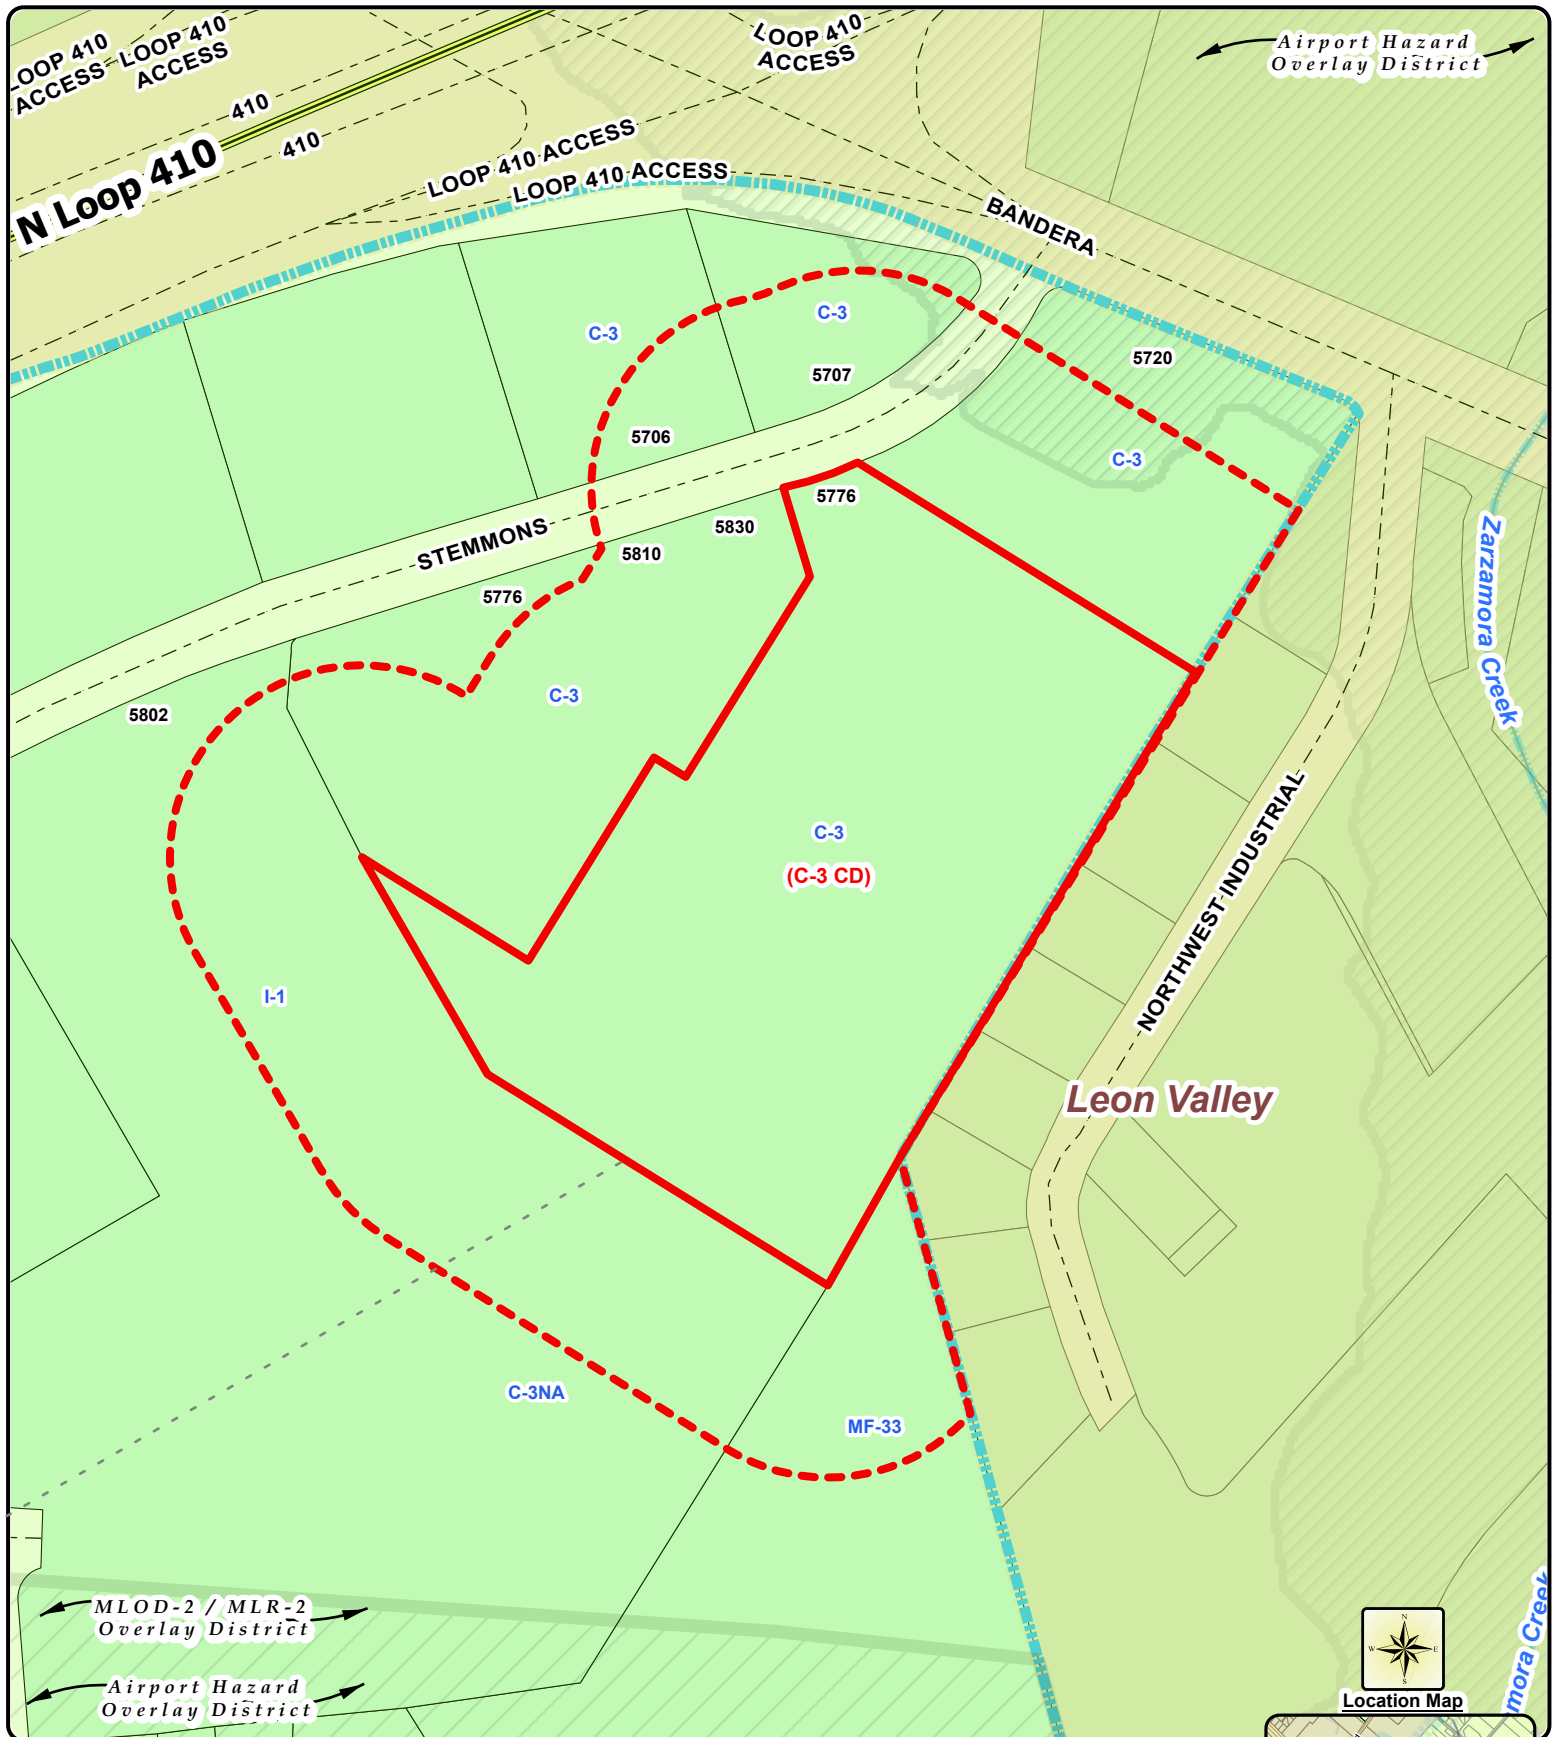 LOOP 410
ACCESS
LOOP 410
ACCESS
LOOP 410
ACCESS
Airport Hazard
Overlay District
410
410
N Loop 410
LOOP 410 ACCESS
LOOP 410 ACCESS
BANDERA
C-3
C-3
5720
5707
5706
C-3
5776
5830
STEMMONS
5810
5776
Zarzamora Creek
C-3
5802
C-3
(C-3 CD)
NORTHWEST INDUSTRIAL
I-1
Leon Valley
C-3NA
MF-33
MLOD-2 / MLR-2
Overlay District
Airport Hazard
Overlay District
N
W
E
S
mora Creek
Location Map